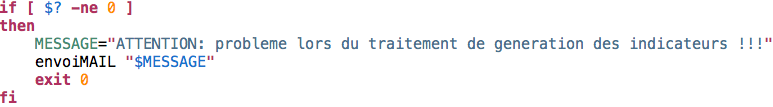 if [ $? -ne 0 ]
then
    MESSAGE="ATTENTION: probleme lors du traitement de generation des indicateurs !!!"
    envoiMAIL "$MESSAGE"
    exit 0
fi